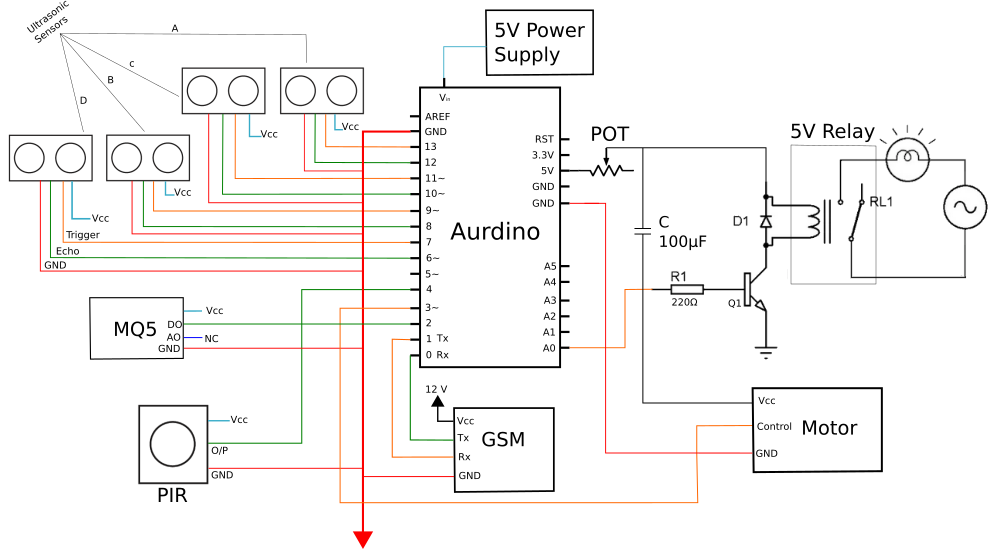 Ultrasonic
Sensors
A
c
B
D
Vcc
Vcc
Vcc
Vcc
Trigger
Echo
GND
5V Power
Supply
Vin
AREF
GND
13
12
11~
10~
9~
8
7
6~
5~
4
3~
2
1 Tx
0 Rx
Aurdino
RST
3.3V
5V
GND
GND
A5
A4
A3
A2
A1
A0
POT
C
100µF
R1
220Ω
D1
Q1
5V Relay
RL1
MQ5
Vcc
DO
AO
NC
GND
Vcc
O/P
GND
PIR
12 V
Vcc
Tx
Rx
GND
GSM
Vcc
Control
GND
Motor